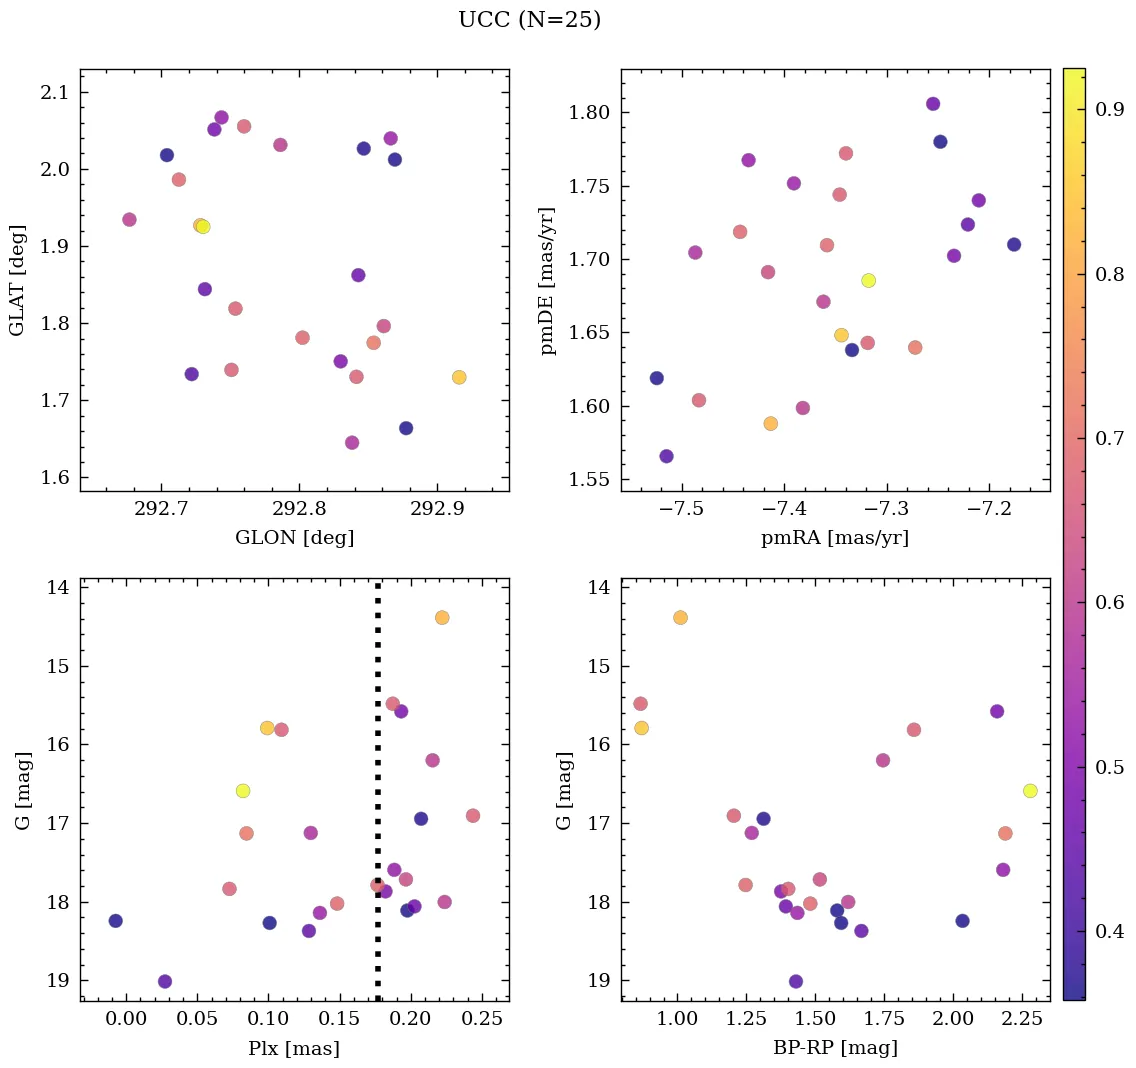 UCC (N=25)
2.1
2.0
1.9
1.8
1.7
1.6
GLAT [deg]
292.7 292.8 292.9
GLON [deg]
1.80
1.75
1.70
1.65
1.60
1.55
pmDE [mas/yr]
−7.5 −7.4 −7.3 −7.2
pmRA [mas/yr]
14
15
16
17
18
19
G [mag]
0.00 0.05 0.10 0.15 0.20 0.25
Plx [mas]
14
15
16
17
18
19
G [mag]
1.00 1.25 1.50 1.75 2.00 2.25
BP-RP [mag]
0.9
0.8
0.7
0.6
0.5
0.4